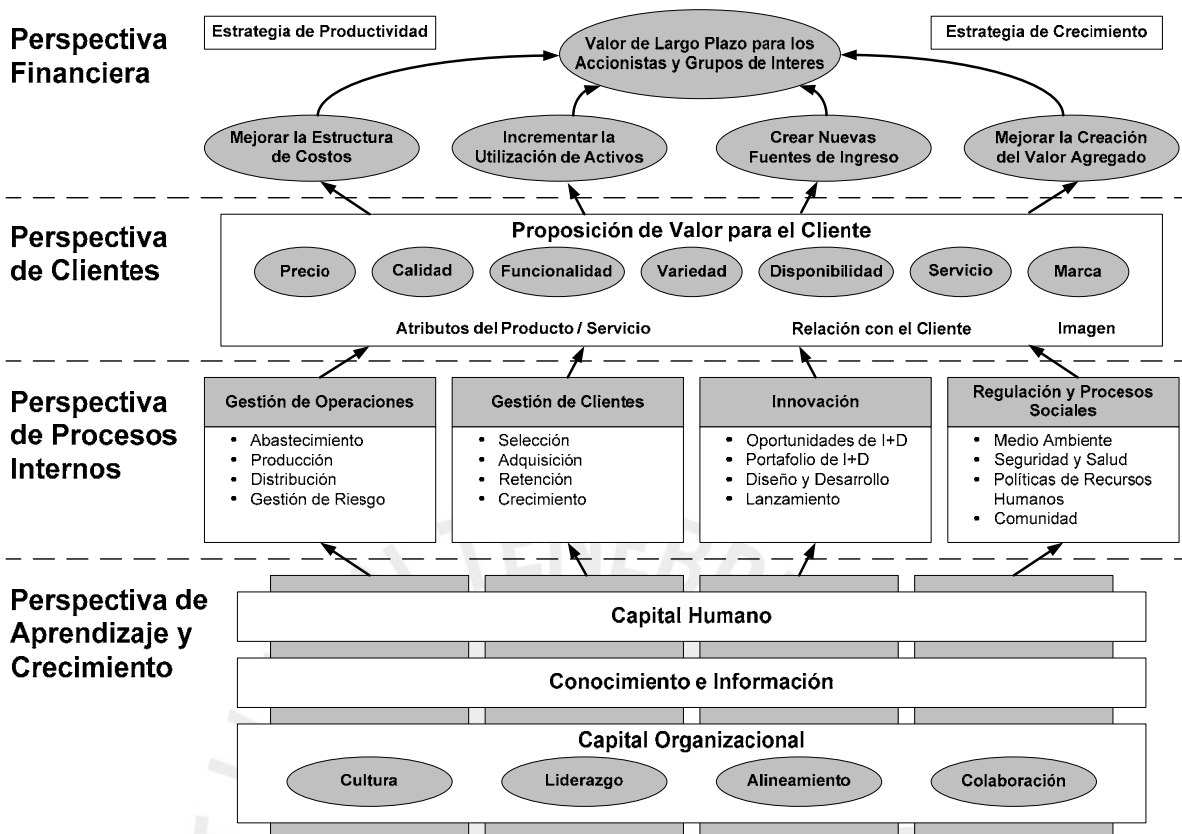 Perspectiva
Financiera
Estrategia de Productividad
Valor de Largo Plazo para los
Accionistas y Grupos de Interes
Estrategia de Crecimiento
Mejorar la Estructura
de Costos
Incrementar la
Utilización de Activos
Crear Nuevas
Fuentes de Ingreso
Mejorar la Creación
del Valor Agregado
Perspectiva
de Clientes
Proposición de Valor para el Cliente
Precio
Calidad
Funcionalidad
Variedad
Disponibilidad
Servicio
Marca
Atributos del Producto / Servicio
Relación con el Cliente
Imagen
Perspectiva
de Procesos
Internos
Gestión de Operaciones
• Abastecimiento
• Producción
• Distribución
• Gestión de Riesgo
Gestión de Clientes
• Selección
• Adquisición
• Retención
• Crecimiento
Innovación
• Oportunidades de I+D
• Portafolio de I+D
• Diseño y Desarrollo
• Lanzamiento
Regulación y Procesos
Sociales
• Medio Ambiente
• Seguridad y Salud
• Políticas de Recursos
Humanos
• Comunidad
Perspectiva de
Aprendizaje y
Crecimiento
Capital Humano
Conocimiento e Información
Capital Organizacional
Cultura
Liderazgo
Alineamiento
Colaboración